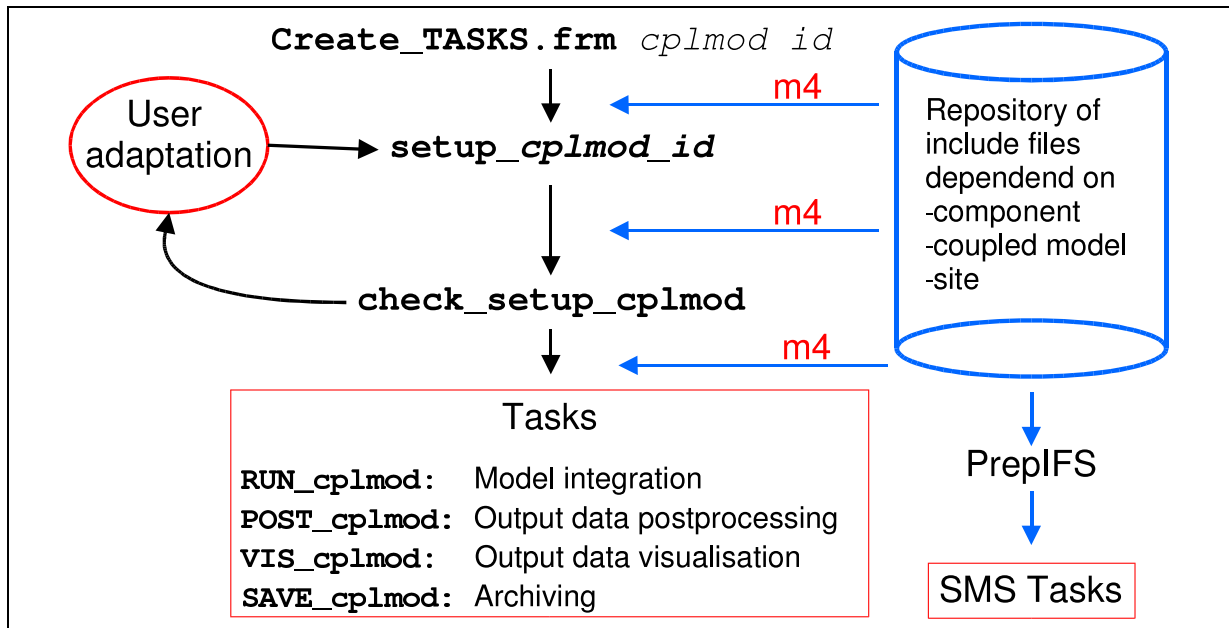 Create_TASKS.frm cplmod id
m4
User
adaptation
setup_cplmod_id
m4
check_setup_cplmod
m4
Repository of
include files
dependend on
-component
-coupled model
-site
Tasks
RUN_cplmod: Model integration
POST_cplmod: Output data postprocessing
VIS_cplmod: Output data visualisation
SAVE_cplmod: Archiving
PrepIFS
SMS Tasks